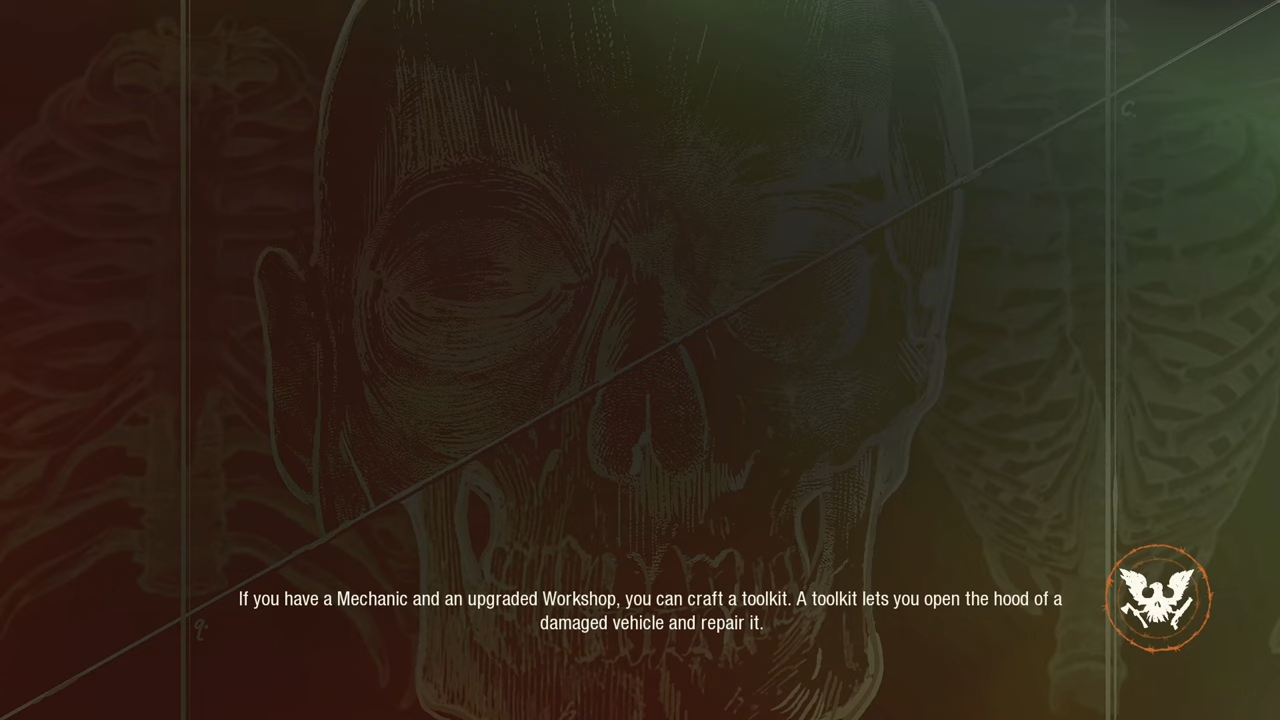 c.
If you have a Mechanic and an upgraded Workshop, you can craft a toolkit. A toolkit lets you open the hood of a
damaged vehicle and repair it.
q.